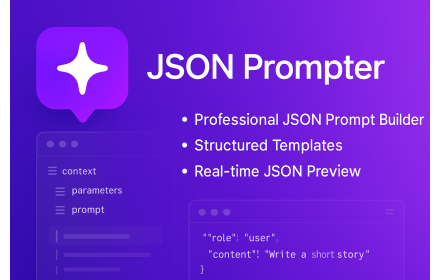 JSON Prompter
• Professional JSON Prompt Builder
• Structured Templates
• Real-time JSON Preview
context
parameters
prompt
""role": "user",
"content"! "Write a short story"
}